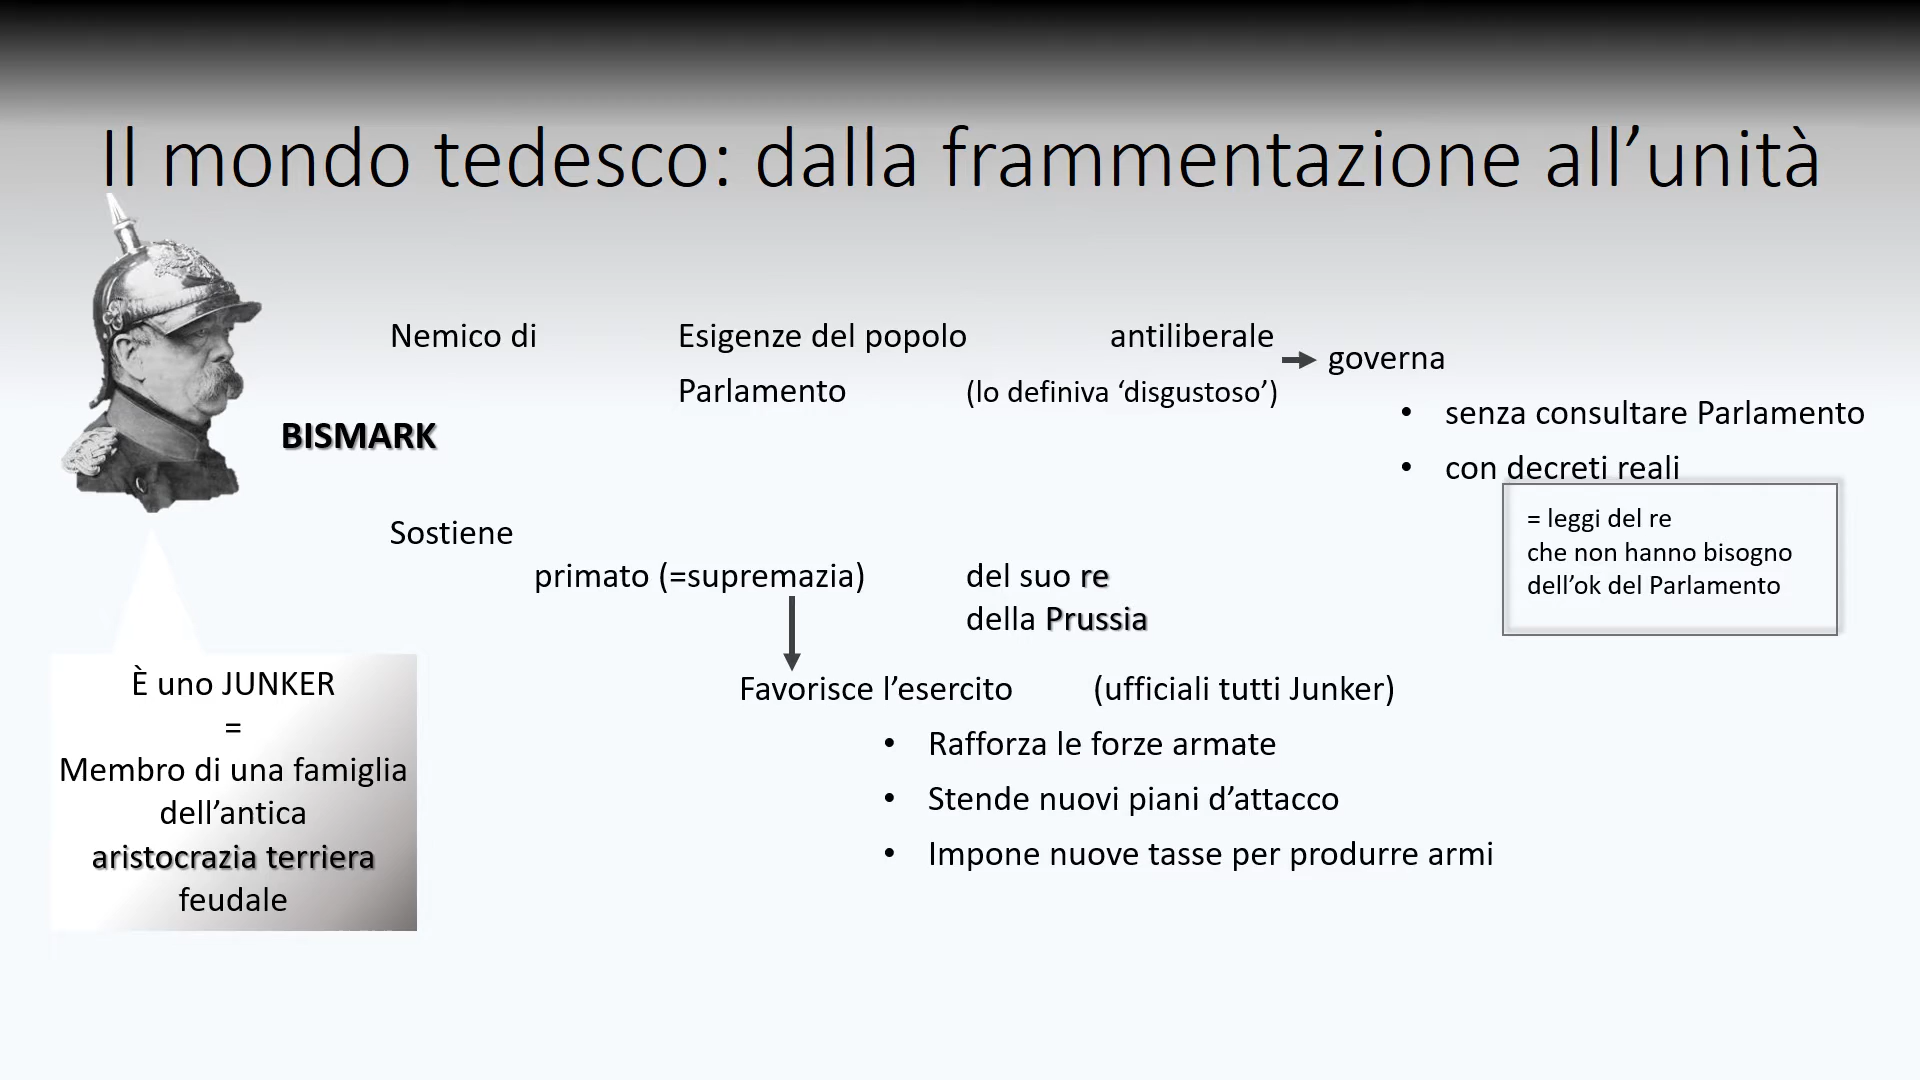 Il mondo tedesco: dalla frammentazione all’unità
Nemico di Esigenze del popolo antiliberale
governa
Parlamento (lo definiva ‘disgustoso’)
• senza consultare Parlamento
BISMARK
• con decreti reali
= leggi del re
che non hanno bisogno
dell’ok del Parlamento
Sostiene
primato (=supremazia) del suo re
della Prussia
Favorisce l’esercito (ufficiali tutti Junker)
• Rafforza le forze armate
• Stende nuovi piani d’attacco
• Impone nuove tasse per produrre armi
È uno JUNKER
=
Membro di una famiglia
dell’antica
aristocrazia terriera
feudale